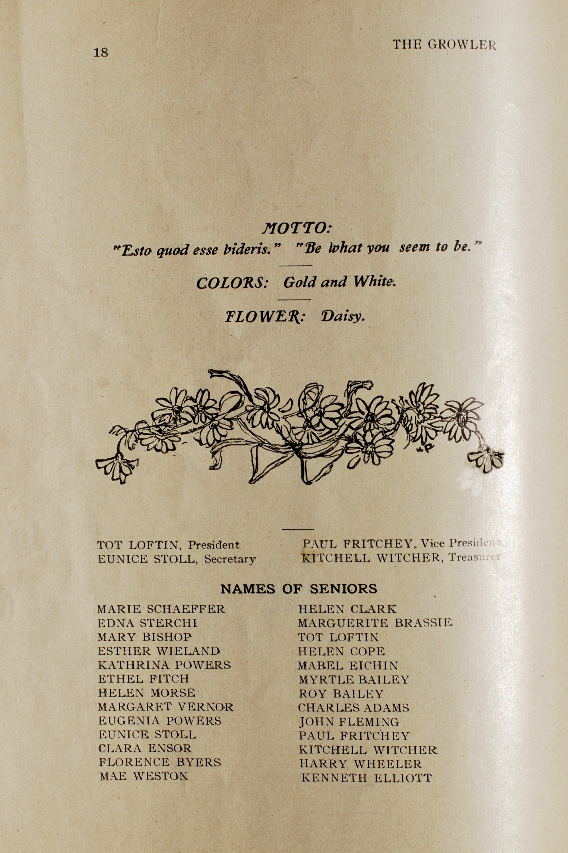 18
THE GROWLER
MOTTO:
"Esto quod esse videris." "Be what you seem to be."
COLORS: Gold and White.
FLOWER: Daisy.
TOT LOFTIN, President
EUNICE STOLL, Secretary
PAUL FRITCHEY, Vice President
KITCHELL WITCHER, Treasurer
NAMES OF SENIORS
MARIE SCHAEFFER
EDNA STERCHI
MARY BISHOP
ESTHER WIELAND
KATHRINA POWERS
ETHEL FITCH
HELEN MORSE
MARGARET VERNOR
EUGENIA POWERS
EUNICE STOLL
CLARA ENSOR
FLORENCE BYERS
MAE WESTON
HELEN CLARK
MARGUERITE BRASSIE
TOT LOFTIN
HELEN COPE
MABEL EICHIN
MYRTLE BAILEY
ROY BAILEY
CHARLES ADAMS
JOHN FLEMING
PAUL FRITCHEY
KITCHELL WITCHER
HARRY WHEELER
KENNETH ELLIOTT